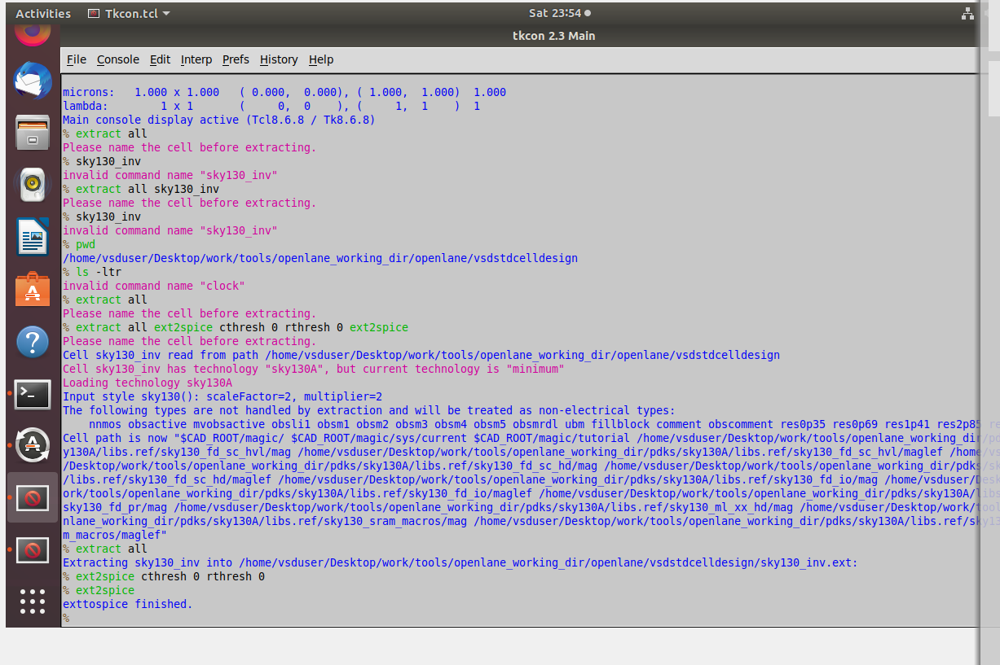 Activities Tkcon.tcl Sat 23:54
tkcon 2.3 Main
File Console Edit Interp Prefs History Help
microns: 1.000 x 1.000 ( 0.000, 0.000), ( 1.000, 1.000) 1.000
lambda: 1 x 1 ( 0, 0 ), ( 1, 1 ) 1
Main console display active (Tcl8.6.8 / Tk8.6.8)
% extract all
Please name the cell before extracting.
% sky130_inv
invalid command name "sky130_inv"
% extract all sky130_inv
Please name the cell before extracting.
% sky130_inv
invalid command name "sky130_inv"
% pwd
/home/vsduser/Desktop/work/tools/openlane_working_dir/openlane/vsdstdcelldesign
% ls -ltr
invalid command name "clock"
% extract all
Please name the cell before extracting.
% extract all ext2spice cthresh 0 rthresh 0 ext2spice
Please name the cell before extracting.
Cell sky130_inv read from path /home/vsduser/Desktop/work/tools/openlane_working_dir/openlane/vsdstdcelldesign
Cell sky130_inv has technology "sky130A", but current technology is "minimum"
Loading technology sky130A
Input style sky130(): scaleFactor=2, multiplier=2
The following types are not handled by extraction and will be treated as non-electrical types:
nnmos obsactive mvobsactive obsli1 obsm1 obsm2 obsm3 obsm4 obsm5 obsmrdl ubm fillblock comment obscomment res0p35 res0p69 res1p41 res2p85 re
Cell path is now "$CAD_ROOT/magic/ $CAD_ROOT/magic/sys/current $CAD_ROOT/magic/tutorial /home/vsduser/Desktop/work/tools/openlane_working_dir/pd
y130A/libs.ref/sky130_fd_sc_hvl/mag /home/vsduser/Desktop/work/tools/openlane_working_dir/pdks/sky130A/libs.ref/sky130_fd_sc_hvl/maglef /home/vs
/Desktop/work/tools/openlane_working_dir/pdks/sky130A/libs.ref/sky130_fd_sc_hd/mag /home/vsduser/Desktop/work/tools/openlane_working_dir/pdks/sk
/libs.ref/sky130_fd_sc_hd/maglef /home/vsduser/Desktop/work/tools/openlane_working_dir/pdks/sky130A/libs.ref/sky130_fd_io/mag /home/vsduser/Desk
ork/tools/openlane_working_dir/pdks/sky130A/libs.ref/sky130_fd_io/maglef /home/vsduser/Desktop/work/tools/openlane_working_dir/pdks/sky130A/libs
sky130_fd_pr/mag /home/vsduser/Desktop/work/tools/openlane_working_dir/pdks/sky130A/libs.ref/sky130_ml_xx_hd/mag /home/vsduser/Desktop/work/tool
nlane_working_dir/pdks/sky130A/libs.ref/sky130_sram_macros/mag /home/vsduser/Desktop/work/tools/openlane_working_dir/pdks/sky130A/libs.ref/sky13
m_macros/maglef"
% extract all
Extracting sky130_inv into /home/vsduser/Desktop/work/tools/openlane_working_dir/openlane/vsdstdcelldesign/sky130_inv.ext:
% ext2spice cthresh 0 rthresh 0
% ext2spice
exttospice finished.
%